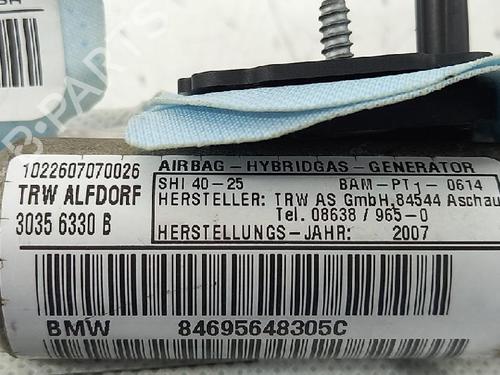 1022607070026
TRW ALFDORF
3035 6330 B
AIRBAG - HYBRIDGAS - GENERATOR
SHI 40-25 BAM-PT1- 0614
HERSTELLER: TRW AS GmbH, 84544 Aschau
Tel. 08638 / 965-0
HERSTELLUNGS-JAHR: 2007
BMW 84695648305C